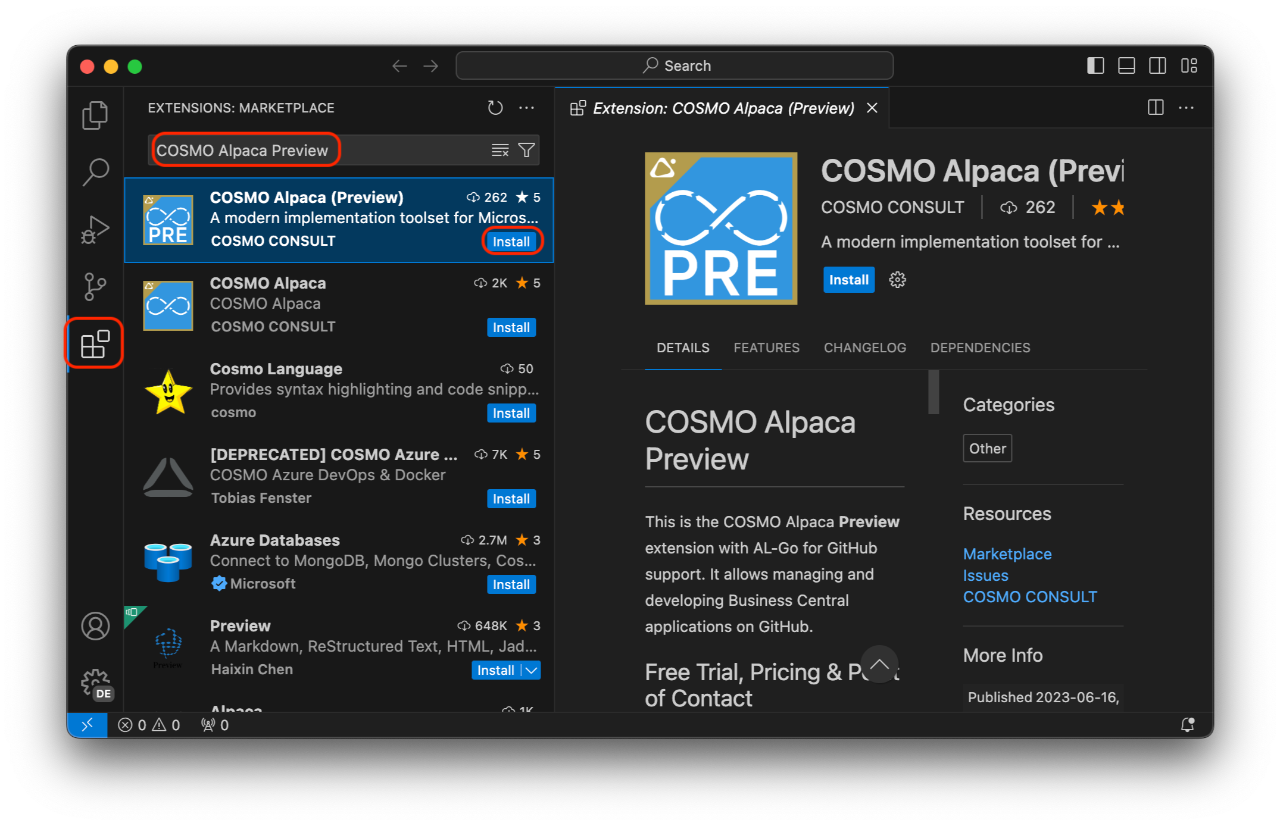 Search
EXTENSIONS: MARKETPLACE
COSMO Alpaca Preview
COSMO Alpaca (Preview) 262 5
A modern implementation toolset for Micros...
COSMO CONSULT Install
PRE
COSMO Alpaca 2K 5
COSMO Alpaca
COSMO CONSULT Install
Cosmo Language 50
Provides syntax highlighting and code snipp...
cosmo Install
[DEPRECATED] COSMO Azure ... 7K 5
COSMO Azure DevOps & Docker
Tobias Fenster Install
Azure Databases 2.7M 3
Connect to MongoDB, Mongo Clusters, Cos...
Microsoft Install
Preview 648K 3
A Markdown, ReStructured Text, HTML, Jad...
Haixin Chen Install
Preview
Alpaca 1K
DE
Extension: COSMO Alpaca (Preview)
PRE
COSMO Alpaca (Previ
COSMO CONSULT 262
A modern implementation toolset for ...
Install
DETAILS FEATURES CHANGELOG DEPENDENCIES
COSMO Alpaca
Preview
This is the COSMO Alpaca Preview
extension with AL-Go for GitHub
support. It allows managing and
developing Business Central
applications on GitHub.
Free Trial, Pricing & P t
of Contact
Categories
Other
Resources
Marketplace
Issues
COSMO CONSULT
More Info
Published 2023-06-16,
0 0 0